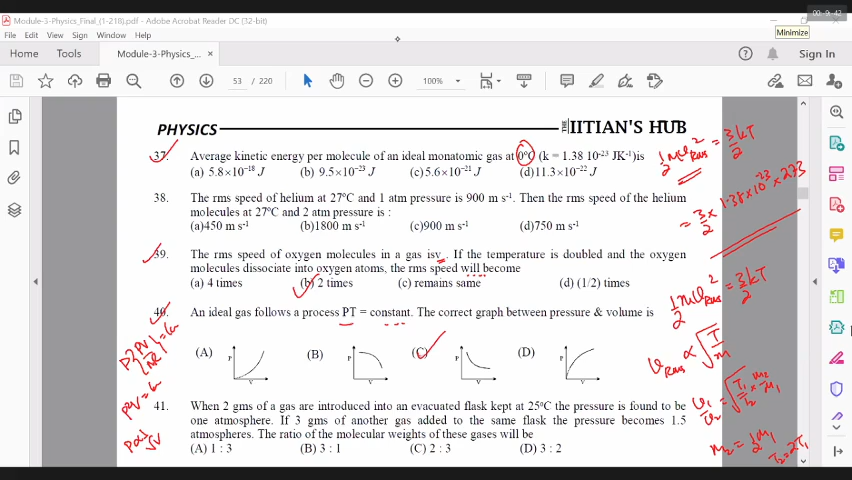 00:9:42
Module-3-Physics_Final_(1-218).pdf - Adobe Acrobat Reader DC (32-bit)
Minimize
File Edit View Sign Window Help
Home Tools Module-3-Physics_... × Sign In
53 / 220 100%
PHYSICS THE IITIAN'S HUB
37. Average kinetic energy per molecule of an ideal monatomic gas at 0°C (k = 1.38 10⁻²³ JK⁻¹)is
(a) 5.8×10⁻¹⁸ J (b) 9.5×10⁻²³ J (c)5.6×10⁻²¹ J (d)11.3×10⁻²² J
38. The rms speed of helium at 27°C and 1 atm pressure is 900 m s⁻¹. Then the rms speed of the helium
molecules at 27°C and 2 atm pressure is :
(a)450 m s⁻¹ (b)1800 m s⁻¹ (c)900 m s⁻¹ (d)750 m s⁻¹
39. The rms speed of oxygen molecules in a gas isv. If the temperature is doubled and the oxygen
molecules dissociate into oxygen atoms, the rms speed will become
(a) 4 times (b) 2 times (c) remains same (d) (1/2) times
40. An ideal gas follows a process PT = constant. The correct graph between pressure & volume is
(A) P V (B) P V (C) P V (D) P V
41. When 2 gms of a gas are introduced into an evacuated flask kept at 25°C the pressure is found to be
one atmosphere. If 3 gms of another gas added to the same flask the pressure becomes 1.5
atmospheres. The ratio of the molecular weights of these gases will be
(A) 1 : 3 (B) 3 : 1 (C) 2 : 3 (D) 3 : 2
= 3/2 × 1.38×10⁻²³ × 273